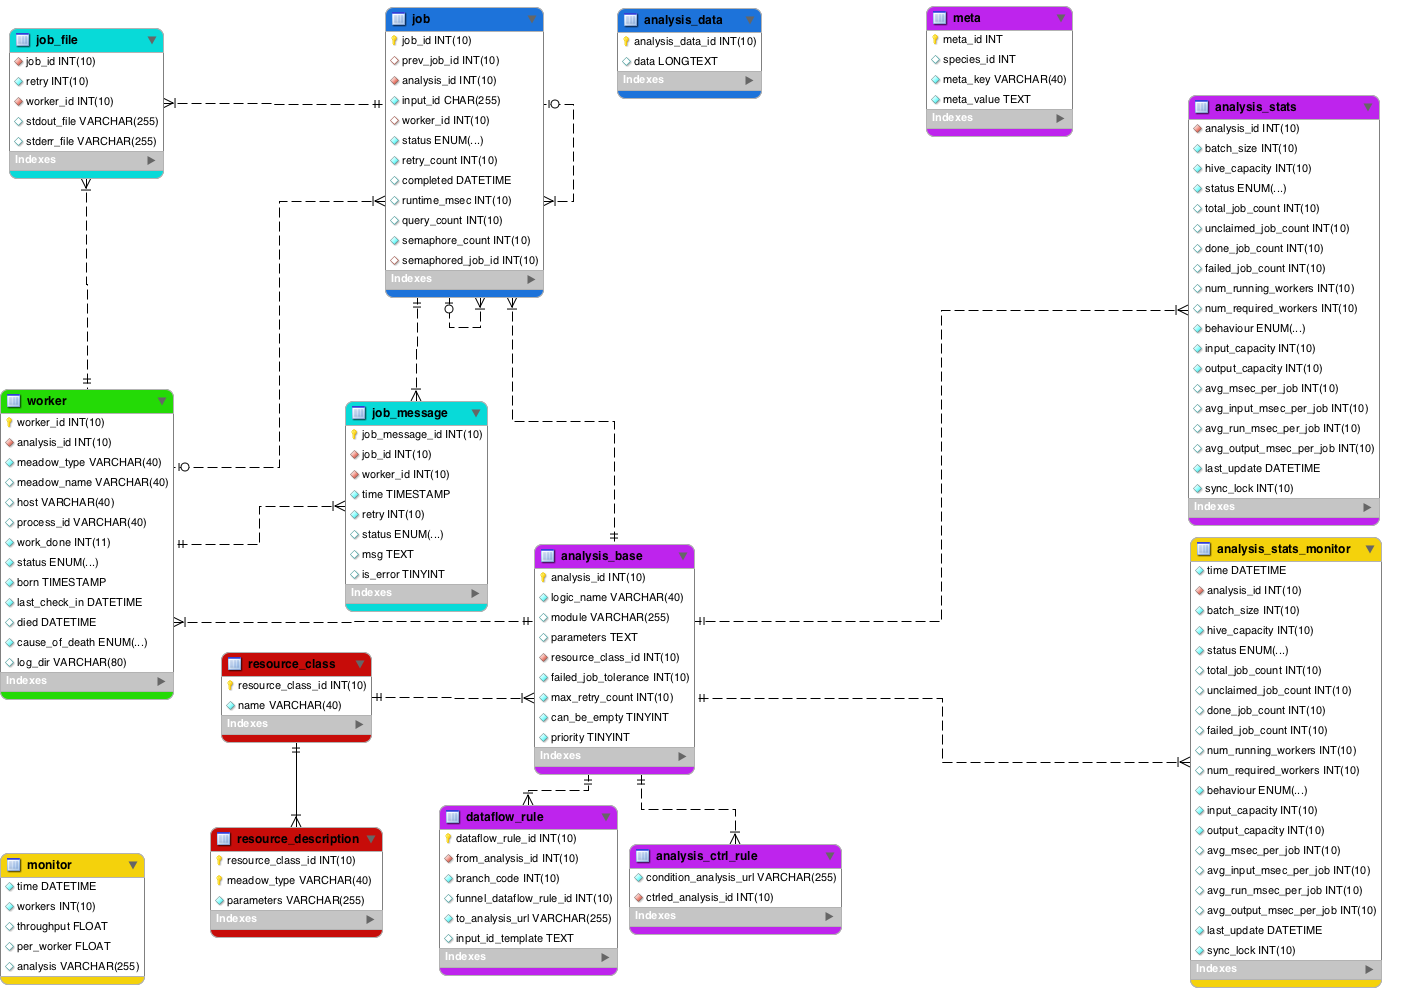 job_file
job_id INT(10)
retry INT(10)
worker_id INT(10)
stdout_file VARCHAR(255)
stderr_file VARCHAR(255)
Indexes
job
job_id INT(10)
prev_job_id INT(10)
analysis_id INT(10)
input_id CHAR(255)
worker_id INT(10)
status ENUM(...)
retry_count INT(10)
completed DATETIME
runtime_msec INT(10)
query_count INT(10)
semaphore_count INT(10)
semaphored_job_id INT(10)
Indexes
analysis_data
analysis_data_id INT(10)
data LONGTEXT
Indexes
meta
meta_id INT
species_id INT
meta_key VARCHAR(40)
meta_value TEXT
Indexes
analysis_stats
analysis_id INT(10)
batch_size INT(10)
hive_capacity INT(10)
status ENUM(...)
total_job_count INT(10)
unclaimed_job_count INT(10)
done_job_count INT(10)
failed_job_count INT(10)
num_running_workers INT(10)
num_required_workers INT(10)
behaviour ENUM(...)
input_capacity INT(10)
output_capacity INT(10)
avg_msec_per_job INT(10)
avg_input_msec_per_job INT(10)
avg_run_msec_per_job INT(10)
avg_output_msec_per_job INT(10)
last_update DATETIME
sync_lock INT(10)
Indexes
worker
worker_id INT(10)
analysis_id INT(10)
meadow_type VARCHAR(40)
meadow_name VARCHAR(40)
host VARCHAR(40)
process_id VARCHAR(40)
work_done INT(11)
status ENUM(...)
born TIMESTAMP
last_check_in DATETIME
died DATETIME
cause_of_death ENUM(...)
log_dir VARCHAR(80)
Indexes
job_message
job_message_id INT(10)
job_id INT(10)
worker_id INT(10)
time TIMESTAMP
retry INT(10)
status ENUM(...)
msg TEXT
is_error TINYINT
Indexes
analysis_base
analysis_id INT(10)
logic_name VARCHAR(40)
module VARCHAR(255)
parameters TEXT
resource_class_id INT(10)
failed_job_tolerance INT(10)
max_retry_count INT(10)
can_be_empty TINYINT
priority TINYINT
Indexes
analysis_stats_monitor
time DATETIME
analysis_id INT(10)
batch_size INT(10)
hive_capacity INT(10)
status ENUM(...)
total_job_count INT(10)
unclaimed_job_count INT(10)
done_job_count INT(10)
failed_job_count INT(10)
num_running_workers INT(10)
num_required_workers INT(10)
behaviour ENUM(...)
input_capacity INT(10)
output_capacity INT(10)
avg_msec_per_job INT(10)
avg_input_msec_per_job INT(10)
avg_run_msec_per_job INT(10)
avg_output_msec_per_job INT(10)
last_update DATETIME
sync_lock INT(10)
Indexes
resource_class
resource_class_id INT(10)
name VARCHAR(40)
Indexes
resource_description
resource_class_id INT(10)
meadow_type VARCHAR(40)
parameters VARCHAR(255)
Indexes
dataflow_rule
dataflow_rule_id INT(10)
from_analysis_id INT(10)
branch_code INT(10)
funnel_dataflow_rule_id INT(10)
to_analysis_url VARCHAR(255)
input_id_template TEXT
Indexes
analysis_ctrl_rule
condition_analysis_url VARCHAR(255)
ctrled_analysis_id INT(10)
Indexes
monitor
time DATETIME
workers INT(10)
throughput FLOAT
per_worker FLOAT
analysis VARCHAR(255)